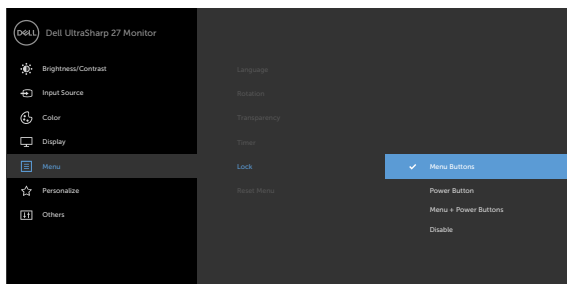 DELL
Dell UltraSharp 27 Monitor
Brightness/Contrast
Input Source
Color
Display
Menu
Personalize
Others
Language
Rotation
Transparency
Timer
Lock
Reset Menu
Menu Buttons
Power Button
Menu + Power Buttons
Disable